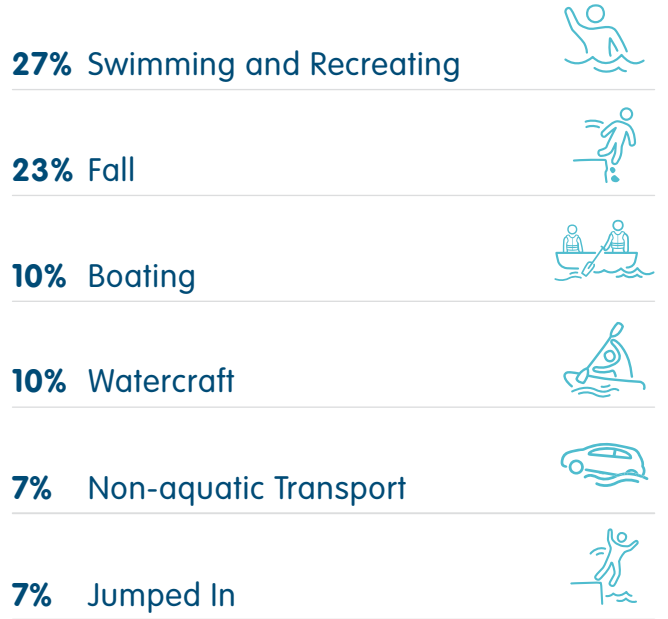 27% Swimming and Recreating
23% Fall
10% Boating
10% Watercraft
7% Non-aquatic Transport
7% Jumped In